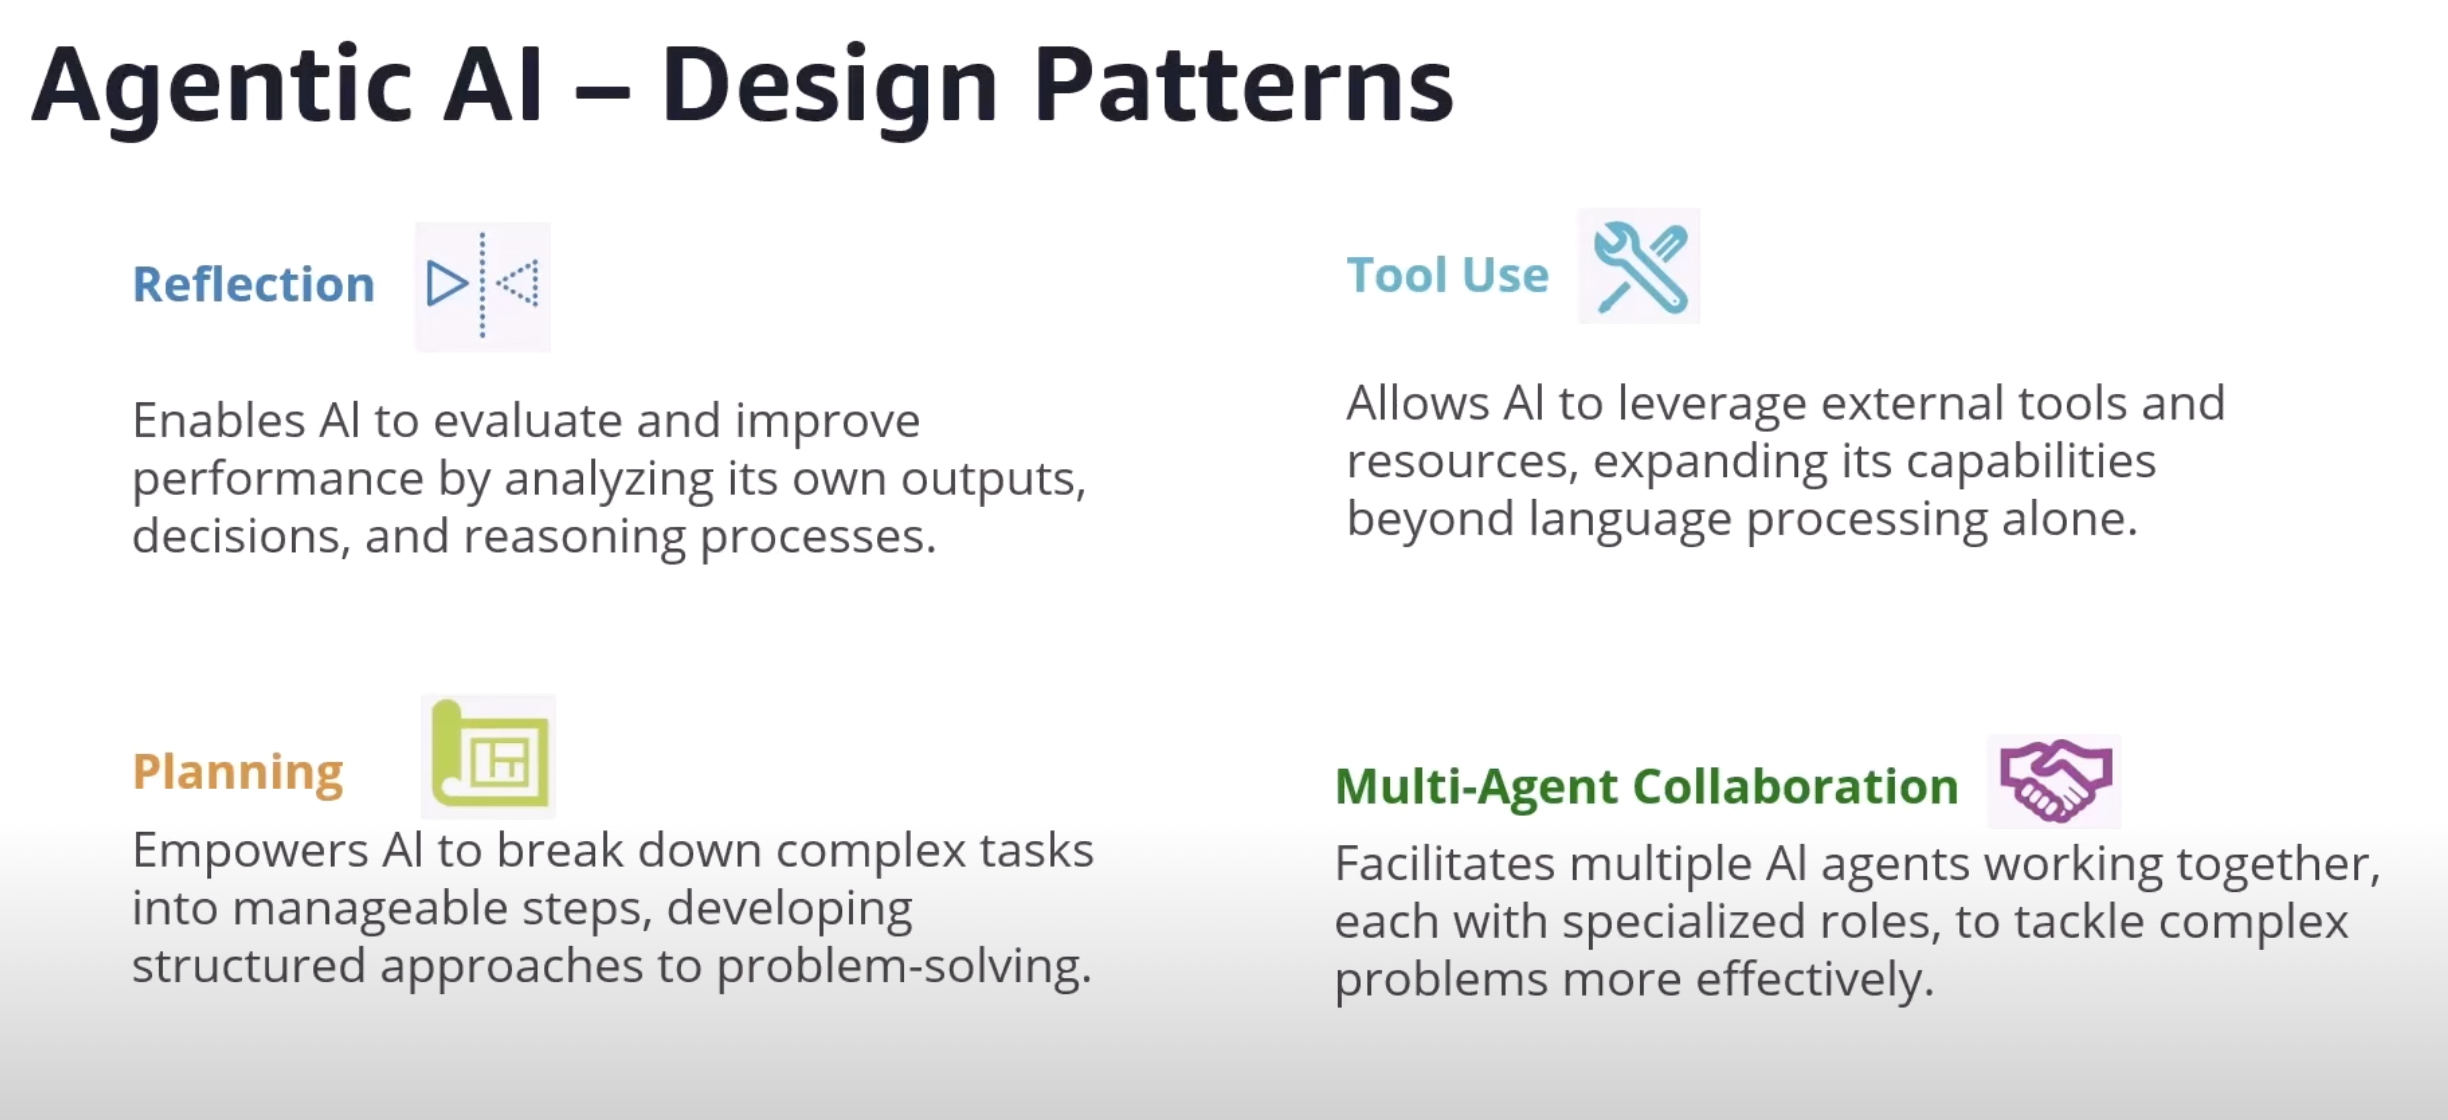 Agentic AI – Design Patterns
Reflection
Enables AI to evaluate and improve
performance by analyzing its own outputs,
decisions, and reasoning processes.
Tool Use
Allows AI to leverage external tools and
resources, expanding its capabilities
beyond language processing alone.
Planning
Empowers AI to break down complex tasks
into manageable steps, developing
structured approaches to problem-solving.
Multi-Agent Collaboration
Facilitates multiple AI agents working together,
each with specialized roles, to tackle complex
problems more effectively.